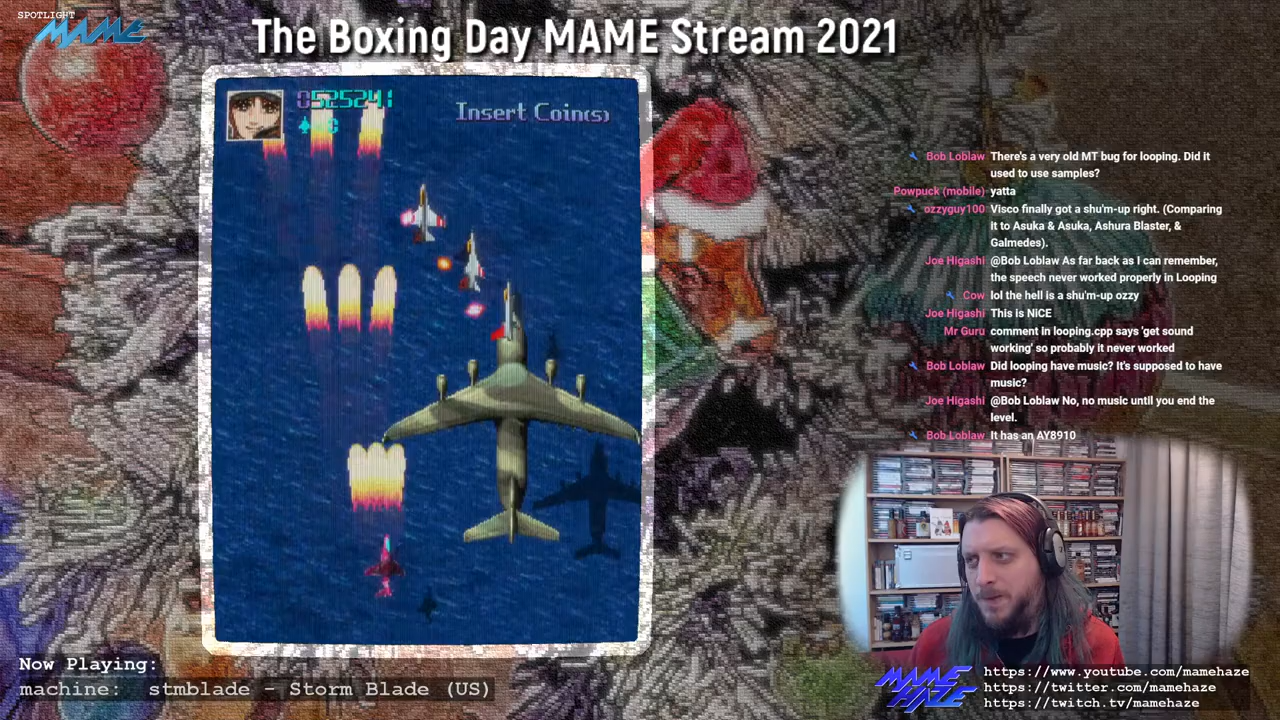 SPOTLIGHT
MAME
The Boxing Day MAME Stream 2021
0525241
Insert Coin(s)
Bob Loblaw There's a very old MT bug for looping. Did it
used to use samples?
Powpuck (mobile) yatta
ozzyguy100 Visco finally got a shu'm-up right. (Comparing
it to Asuka & Asuka, Ashura Blaster, &
Galmedes).
Joe Higashi @Bob Loblaw As far back as I can remember,
the speech never worked properly in Looping
Cow lol the hell is a shu'm-up ozzy
Joe Higashi This is NICE
Mr Guru comment in looping.cpp says 'get sound
working' so probably it never worked
Bob Loblaw Did looping have music? It's supposed to have
music?
Joe Higashi @Bob Loblaw No, no music until you end the
level.
Bob Loblaw It has an AY8910
Now Playing:
machine: stmblade - Storm Blade (US)
MAME
HAZE
https://www.youtube.com/mamehaze
https://twitter.com/mamehaze
https://twitch.tv/mamehaze